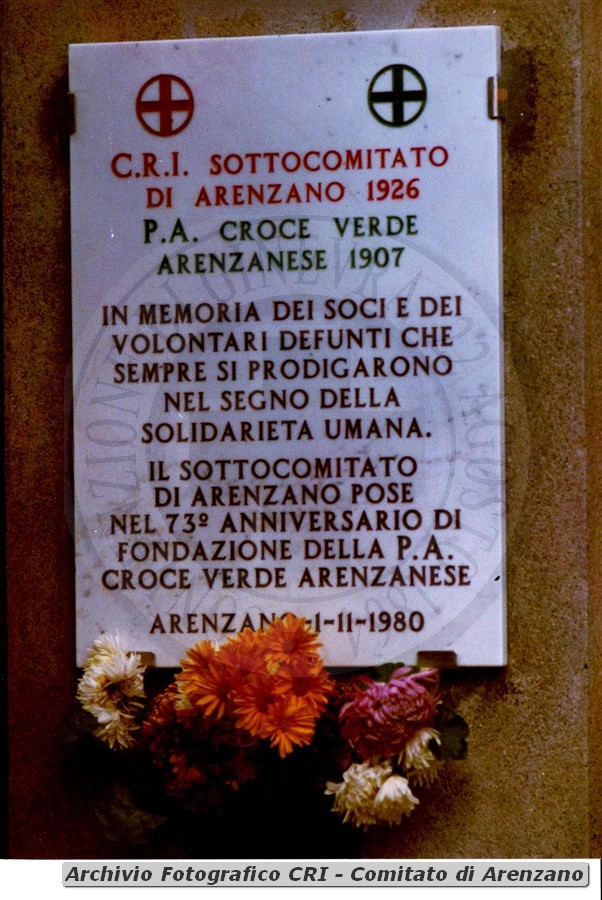 C.R.I. SOTTOCOMITATO
DI ARENZANO 1926
P.A. CROCE VERDE
ARENZANESE 1907
IN MEMORIA DEI SOCI E DEI
VOLONTARI DEFUNTI CHE
SEMPRE SI PRODIGARONO
NEL SEGNO DELLA
SOLIDARIETA UMANA.
IL SOTTOCOMITATO
DI ARENZANO POSE
NEL 73º ANNIVERSARIO DI
FONDAZIONE DELLA P.A.
CROCE VERDE ARENZANESE
ARENZANO-1-11-1980
Archivio Fotografico CRI - Comitato di Arenzano